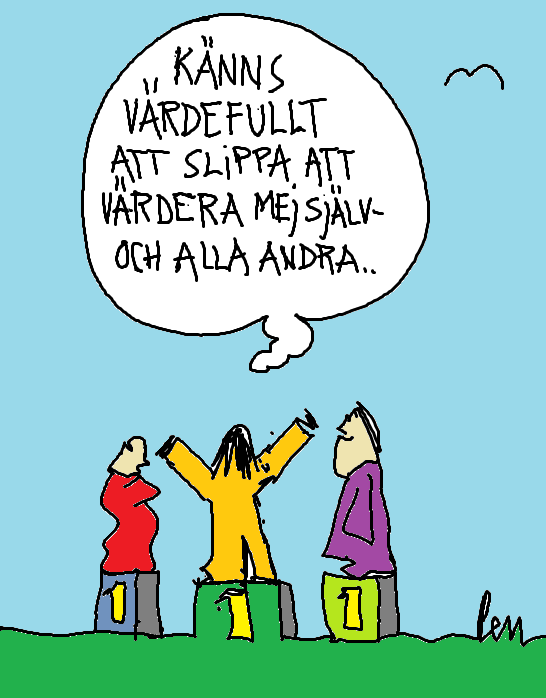 KÄNNS
VÄRDEFULLT
ATT SLIPPA ATT
VÄRDERA MEJ SJÄLV-
OCH ALLA ANDRA..
1 1 1
len